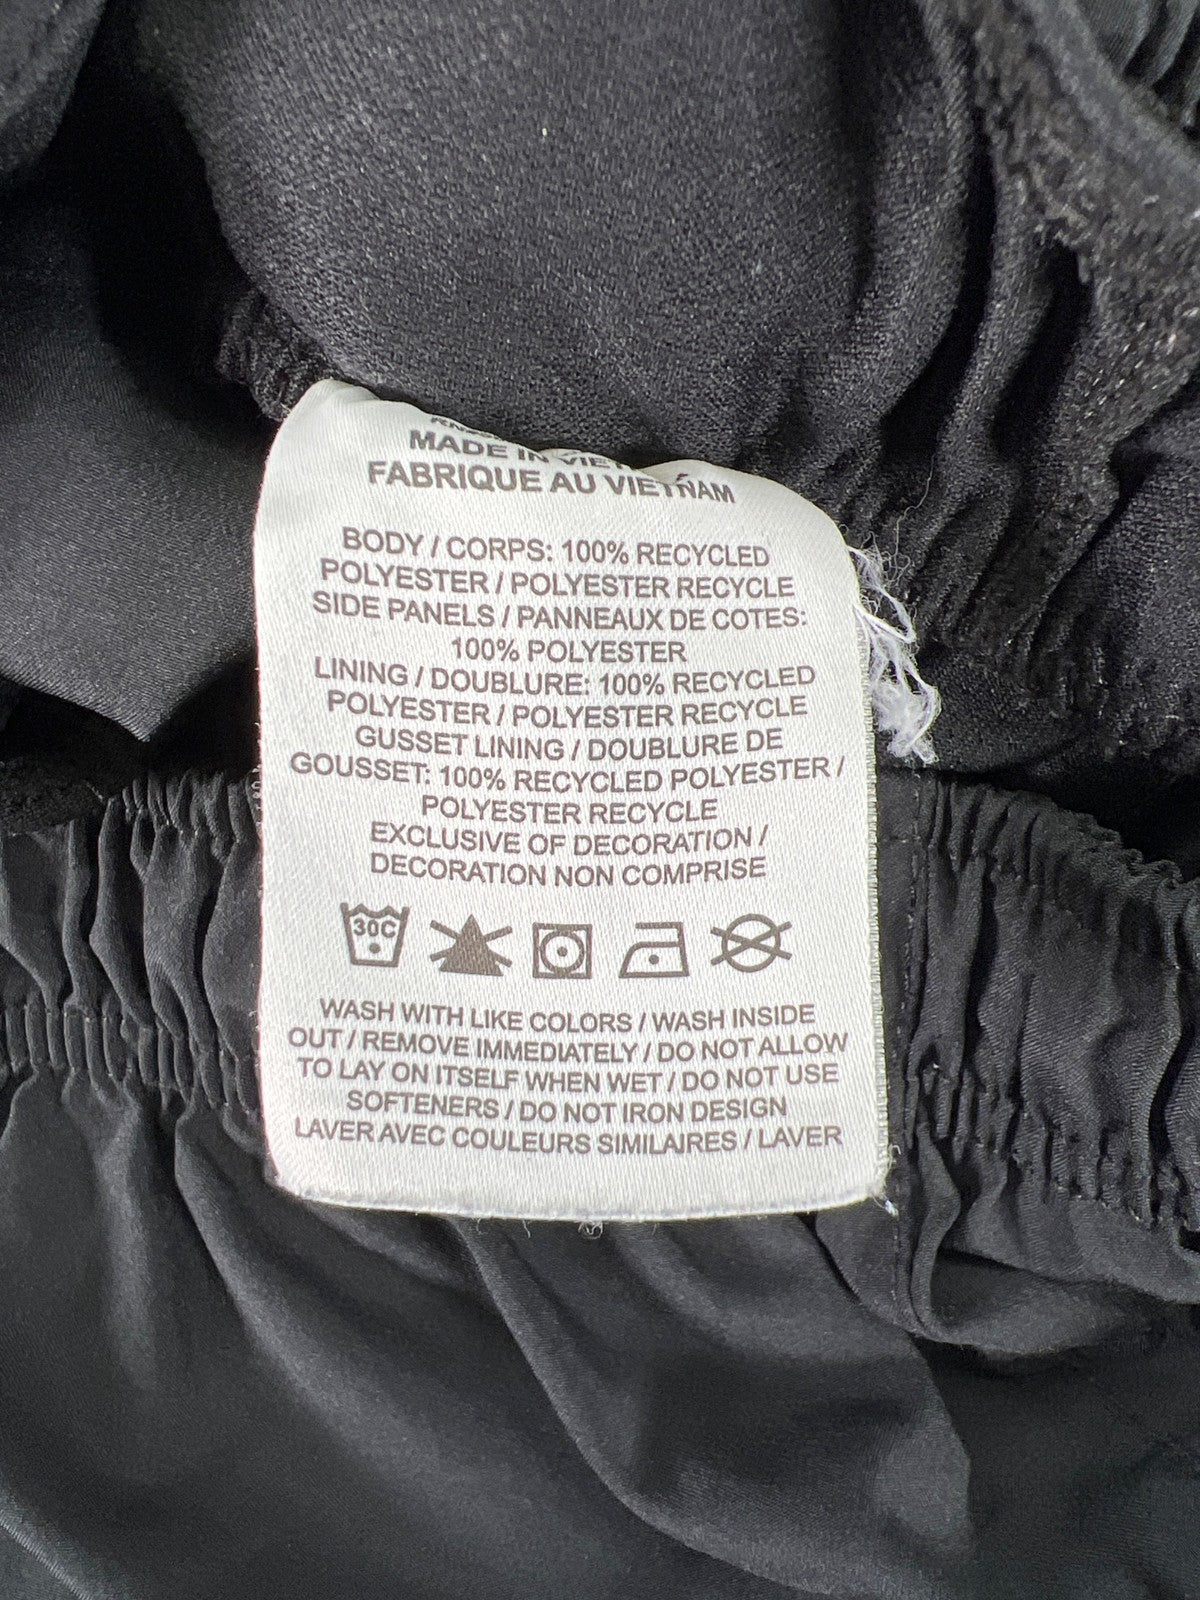 MADE IN
FABRIQUE AU VIETNAM
BODY / CORPS: 100% RECYCLED
POLYESTER / POLYESTER RECYCLE
SIDE PANELS / PANNEAUX DE COTES:
100% POLYESTER
LINING / DOUBLURE: 100% RECYCLED
POLYESTER / POLYESTER RECYCLE
GUSSET LINING / DOUBLURE DE
GOUSSET: 100% RECYCLED POLYESTER /
POLYESTER RECYCLE
EXCLUSIVE OF DECORATION /
DECORATION NON COMPRISE
30C
WASH WITH LIKE COLORS / WASH INSIDE
OUT / REMOVE IMMEDIATELY / DO NOT ALLOW
TO LAY ON ITSELF WHEN WET / DO NOT USE
SOFTENERS / DO NOT IRON DESIGN
LAVER AVEC COULEURS SIMILAIRES / LAVER